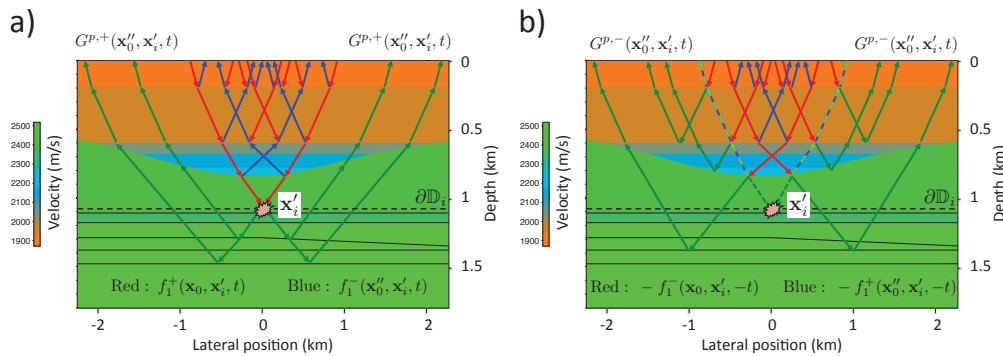 a)
G^{p,+}(x''_0, x'_i, t)
G^{p,+}(x''_0, x'_i, t)
0
0.5
1
1.5
Depth (km)
2500
2400
2300
2200
2100
2000
1900
Velocity (m/s)
x'_i
∂𝔻_i
Red : f_1^+(x_0, x'_i, t)
Blue : f_1^-(x''_0, x'_i, t)
-2
-1
0
1
2
Lateral position (km)
b)
G^{p,-}(x''_0, x'_i, t)
G^{p,-}(x''_0, x'_i, t)
0
0.5
1
1.5
Depth (km)
2500
2400
2300
2200
2100
2000
1900
Velocity (m/s)
x'_i
∂𝔻_i
Red : −f_1^-(x_0, x'_i, -t)
Blue : −f_1^+(x''_0, x'_i, -t)
-2
-1
0
1
2
Lateral position (km)